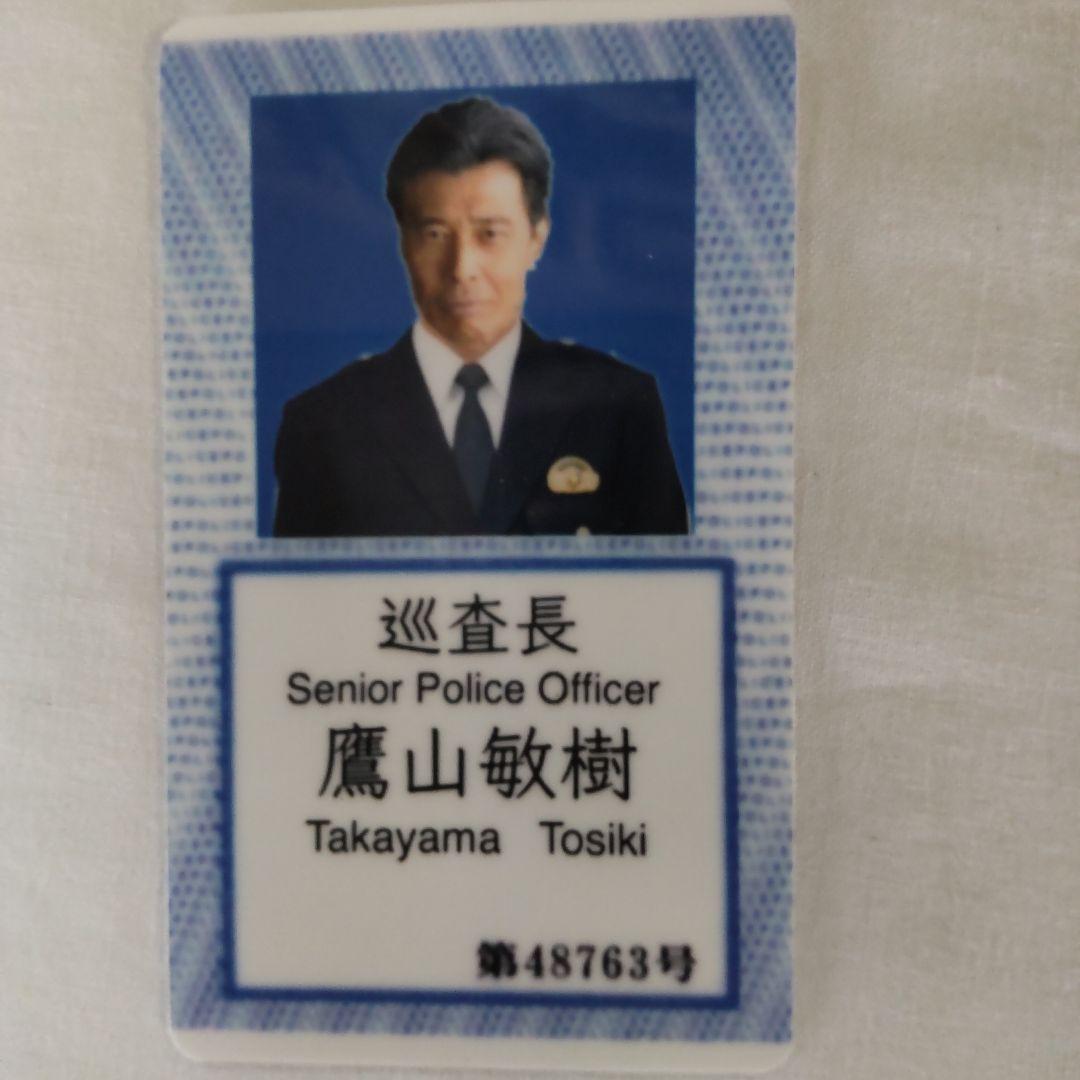 巡査長
Senior Police Officer
鷹山敏樹
Takayama Tosiki
第48763号